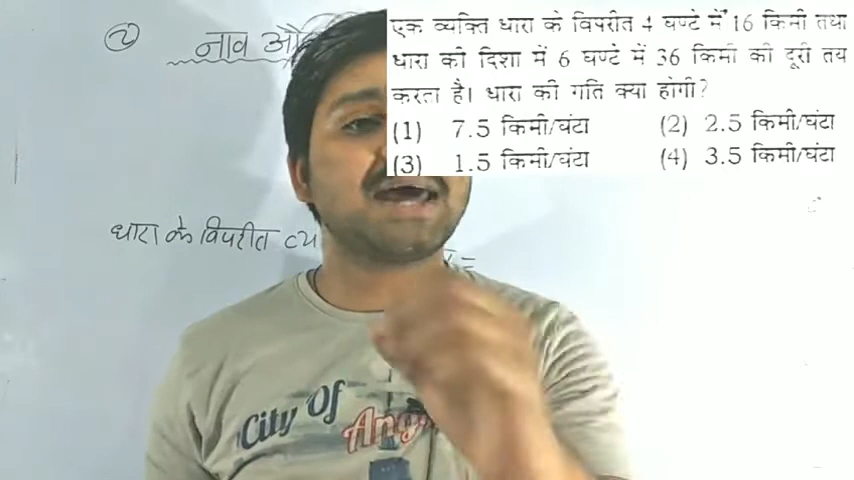 एक व्यक्ति धारा के विपरीत 4 घण्टे में 16 किमी तथा
धारा की दिशा में 6 घण्टे में 36 किमी की दूरी तय
करता है। धारा की गति क्या होगी?
(1) 7.5 किमी/घंटा (2) 2.5 किमी/घंटा
(3) 1.5 किमी/घंटा (4) 3.5 किमी/घंटा
2 नाव
धारा के विपरीत व्य
=
City Of